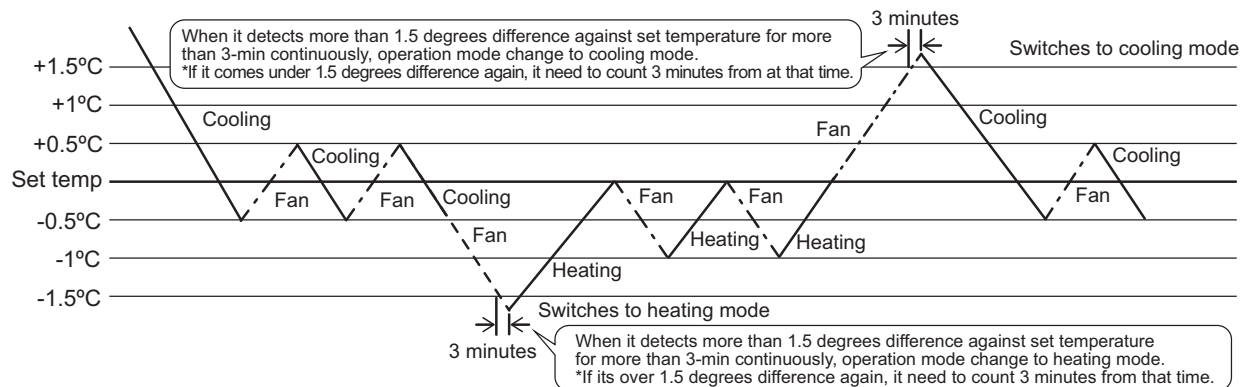 3 minutes
When it detects more than 1.5 degrees difference against set temperature for more
than 3-min continuously, operation mode change to cooling mode.
*If it comes under 1.5 degrees difference again, it need to count 3 minutes from at that time.
Switches to cooling mode
+1.5ºC
+1ºC
Cooling
Fan
Cooling
+0.5ºC
Cooling
Cooling
Set temp
Fan
Fan
Cooling
Fan
Fan
Fan
-0.5ºC
Fan
Heating
Heating
-1ºC
Heating
-1.5ºC
Switches to heating mode
3 minutes
When it detects more than 1.5 degrees difference against set temperature
for more than 3-min continuously, operation mode change to heating mode.
*If its over 1.5 degrees difference again, it need to count 3 minutes from that time.